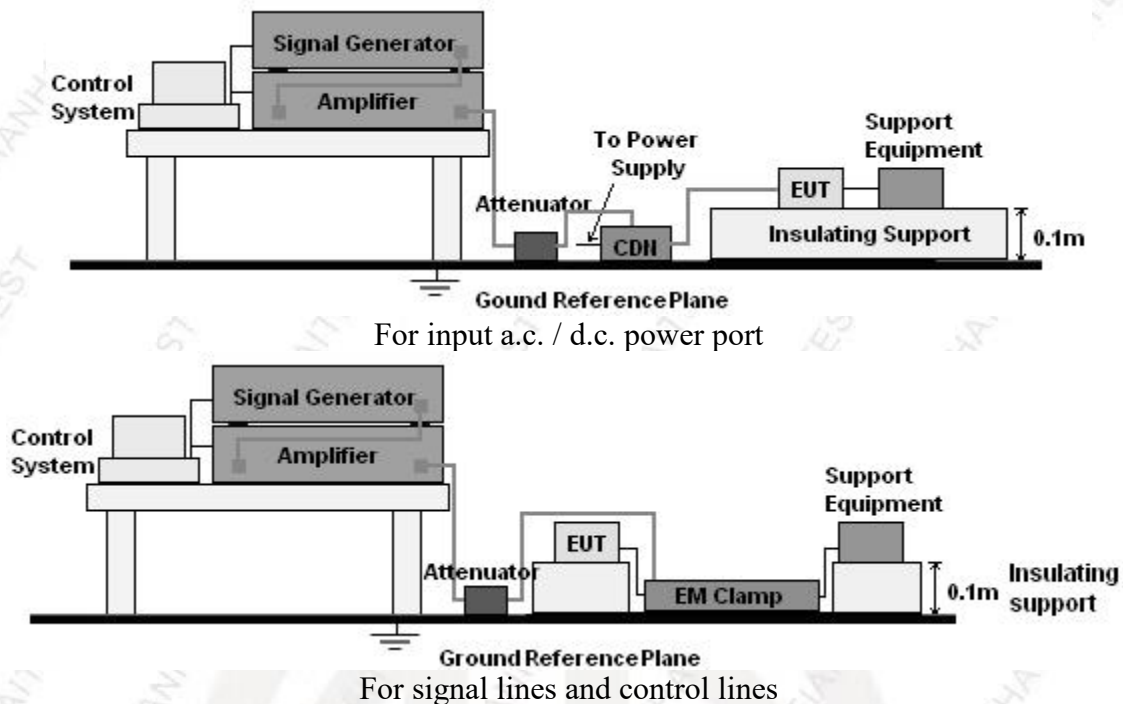 Signal Generator
Control
System
Amplifier
To Power
Supply
Support
Equipment
Attenuator
EUT
CDN
Insulating Support
0.1m
Gound Reference Plane
For input a.c. / d.c. power port
Signal Generator
Control
System
Amplifier
Support
Equipment
EUT
Attenuator
EM Clamp
0.1m
Insulating
support
Ground Reference Plane
For signal lines and control lines